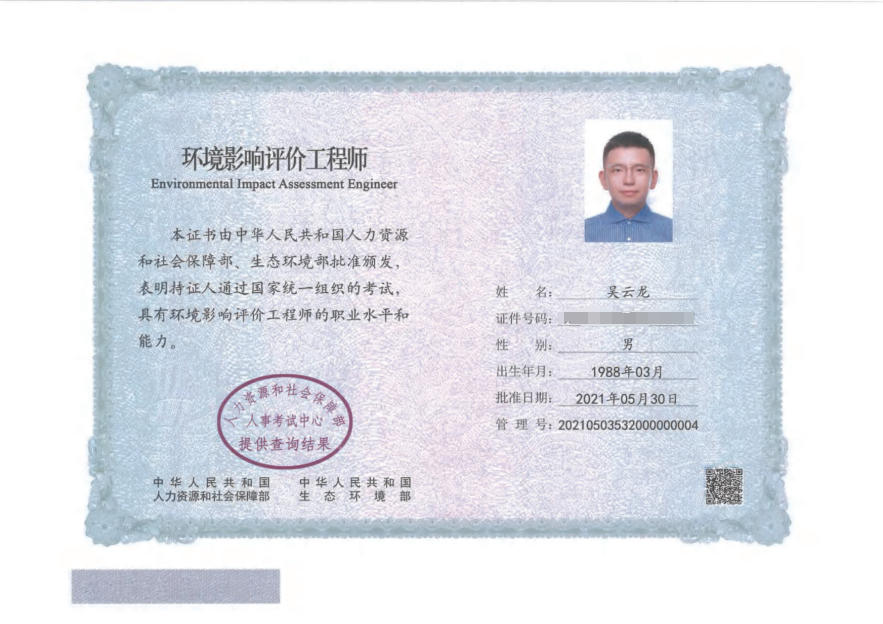 环境影响评价工程师
Environmental Impact Assessment Engineer
本证书由中华人民共和国人力资源
和社会保障部、生态环境部批准颁发，
表明持证人通过国家统一组织的考试，
具有环境影响评价工程师的职业水平和
能力。
人力资源和社会保障部
人事考试中心
提供查询结果
中华人民共和国
人力资源和社会保障部
中华人民共和国
生态环境部
姓 名：吴云龙
证件号码：
性 别：男
出生年月：1988年03月
批准日期：2021年05月30日
管 理 号：20210503532000000004